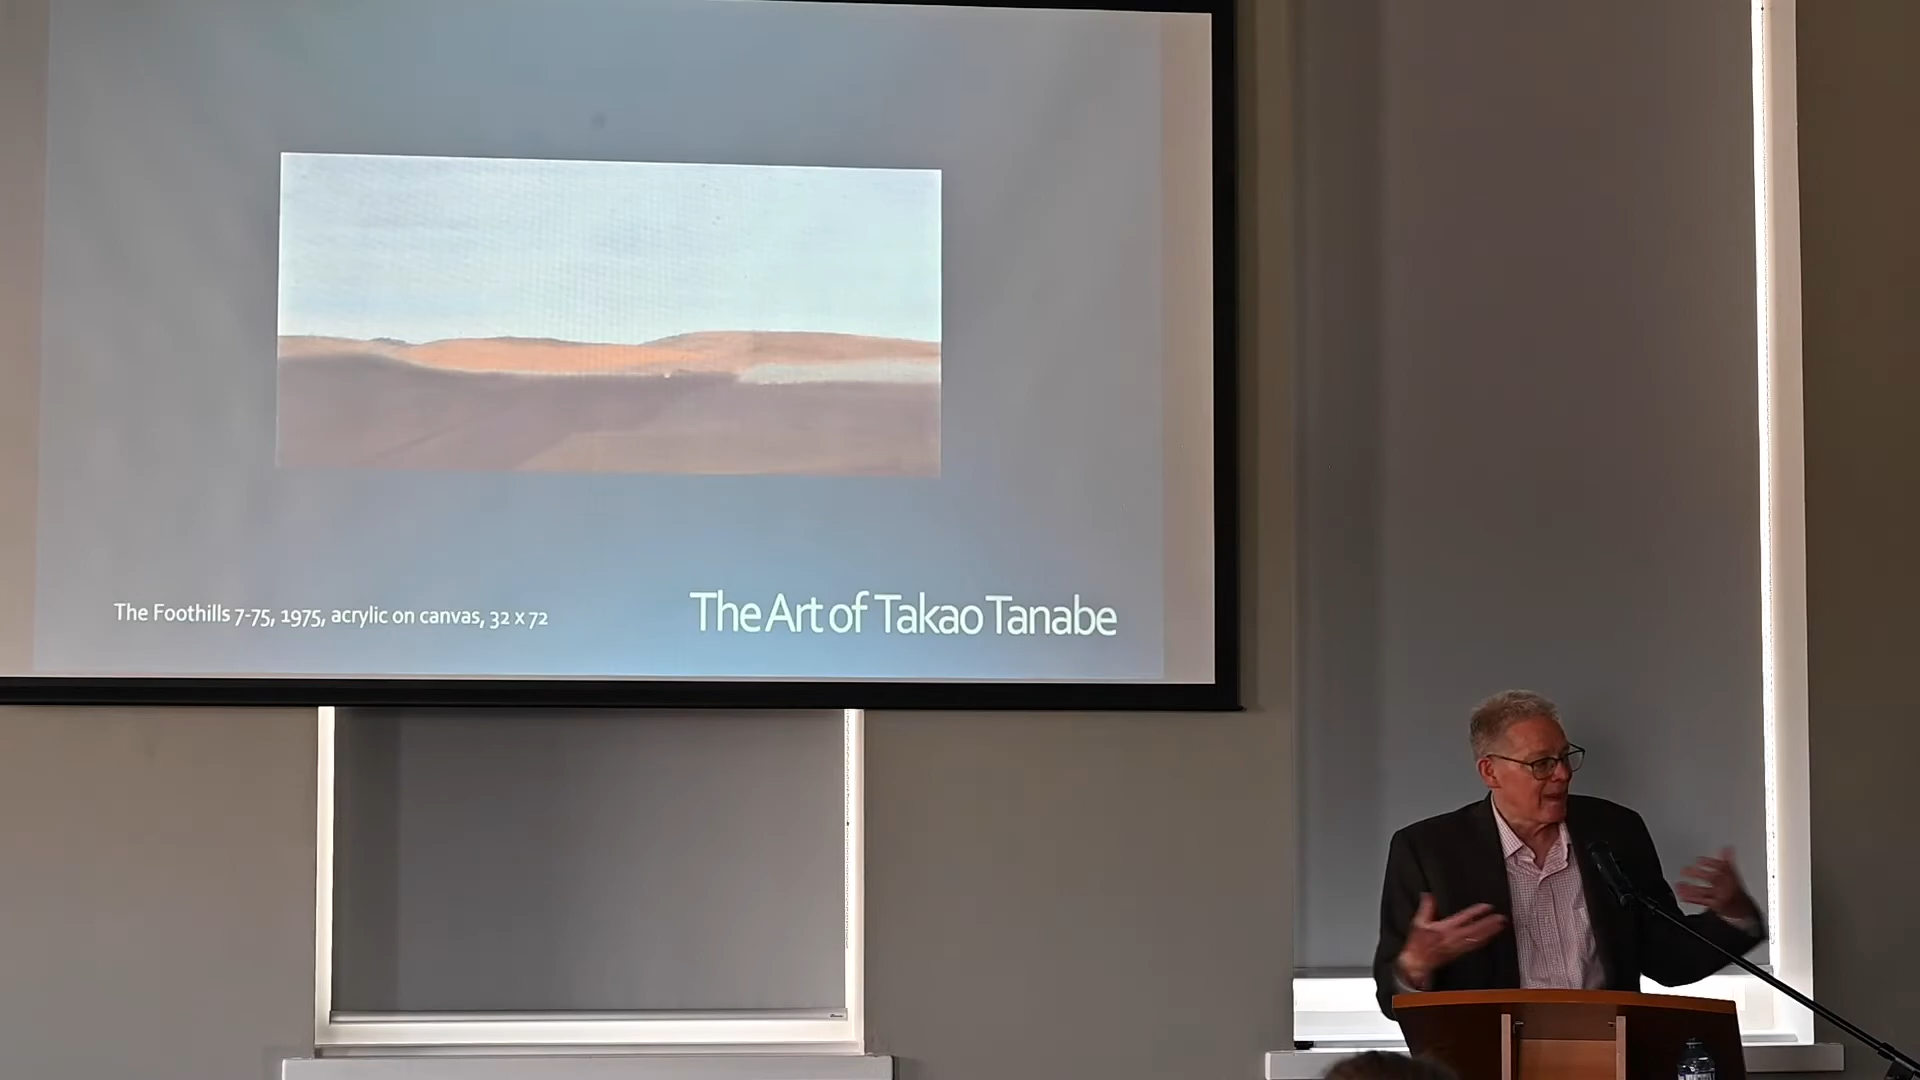 The Foothills 7-75, 1975, acrylic on canvas, 32 x 72
The Art of Takao Tanabe